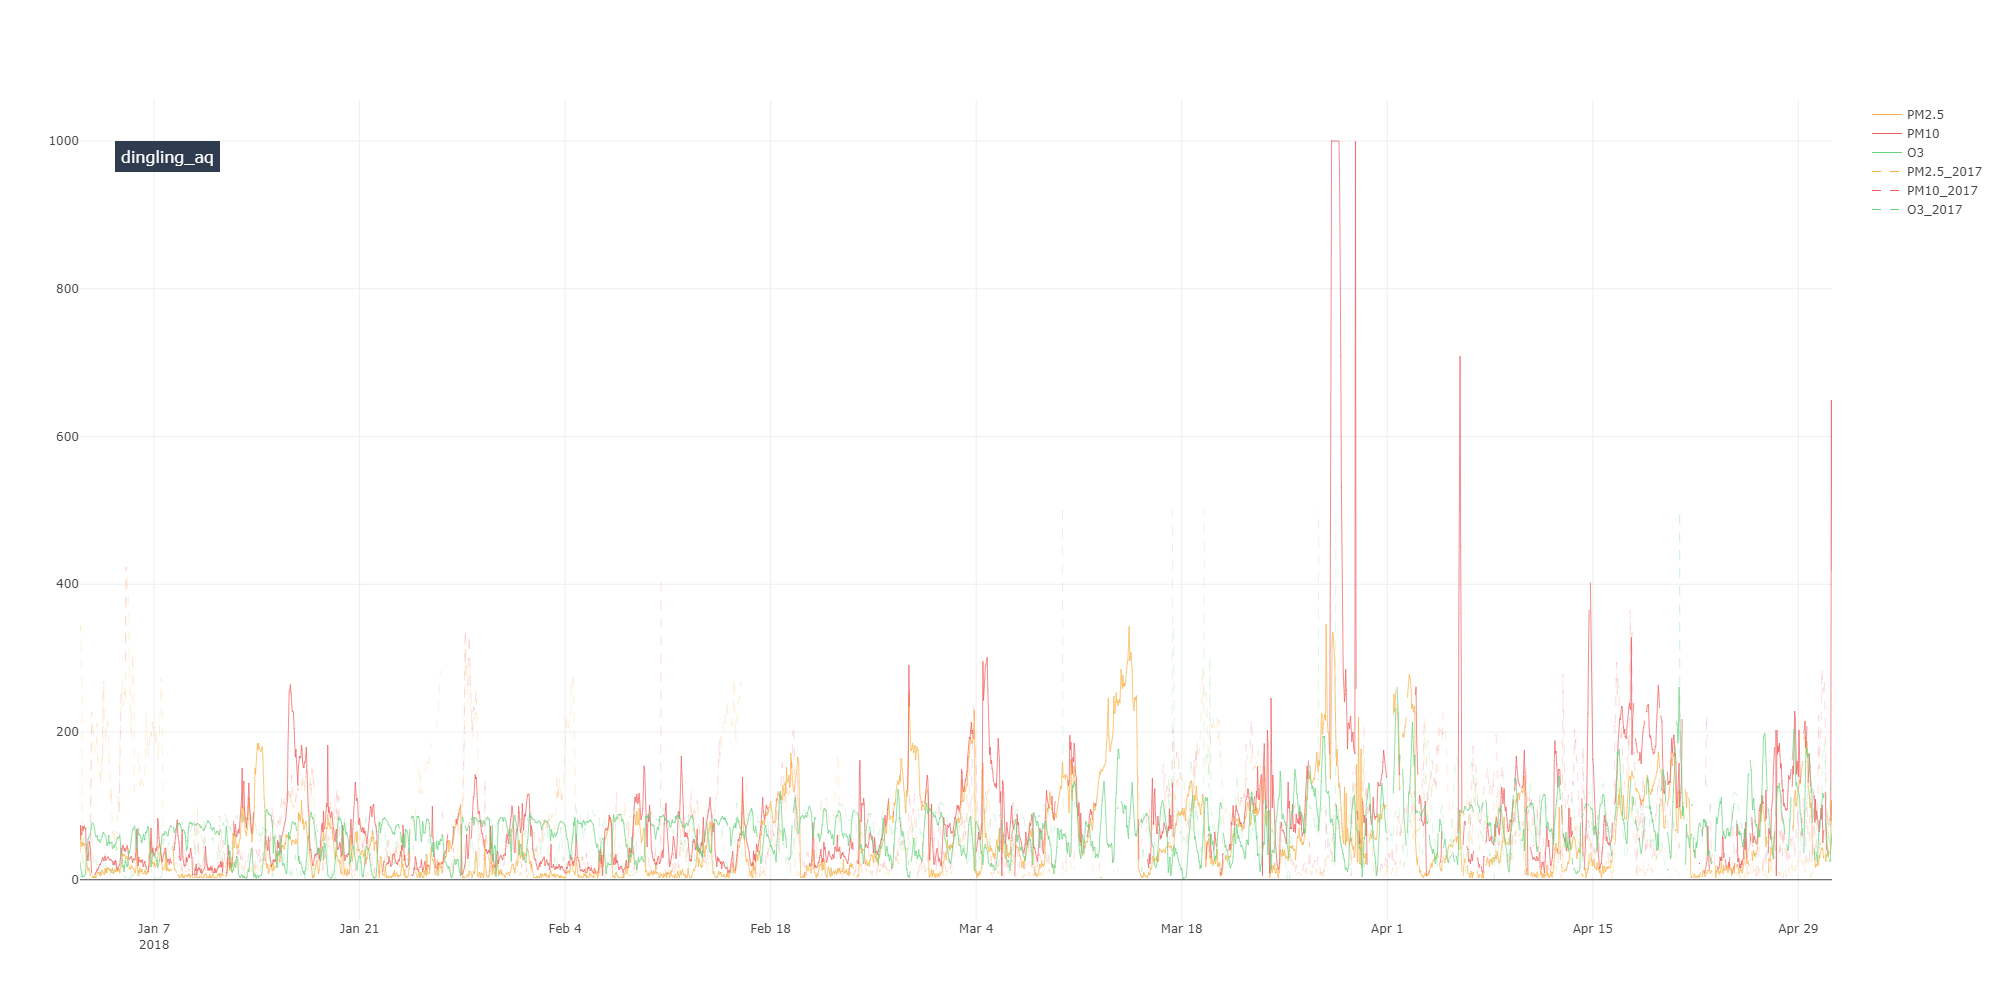 1000
800
600
400
200
0
dingling_aq
Jan 7
2018
Jan 21
Feb 4
Feb 18
Mar 4
Mar 18
Apr 1
Apr 15
Apr 29
PM2.5
PM10
O3
PM2.5_2017
PM10_2017
O3_2017